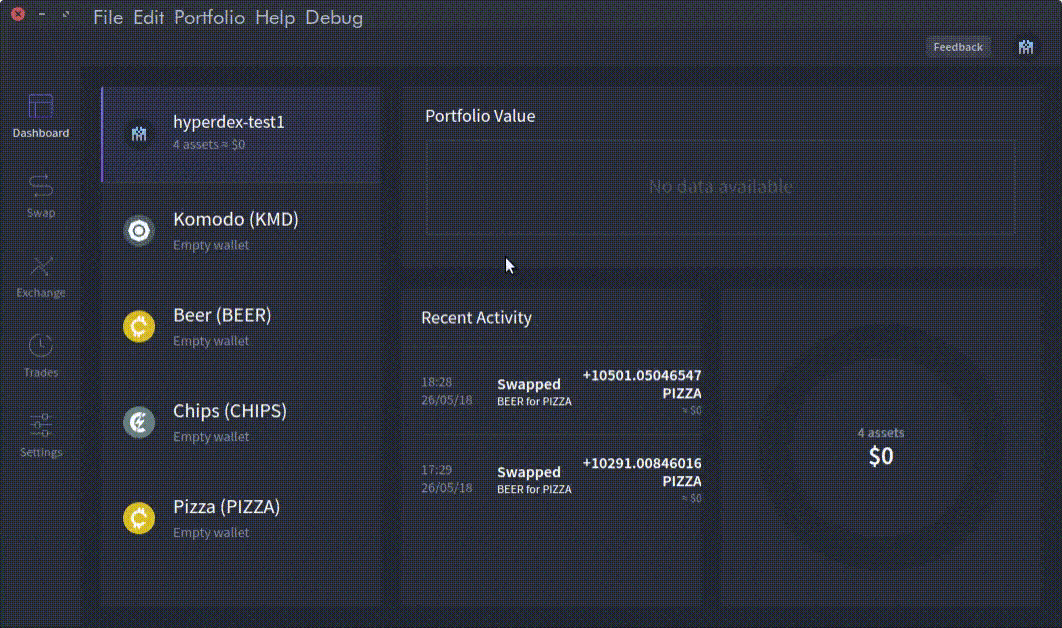 File Edit Portfolio Help Debug
Feedback
Dashboard
Swap
Exchange
Trades
Settings
hyperdex-test1
4 assets ≈ $0
Komodo (KMD)
Empty wallet
Beer (BEER)
Empty wallet
Chips (CHIPS)
Empty wallet
Pizza (PIZZA)
Empty wallet
Portfolio Value
No data available
Recent Activity
18:28
26/05/18
Swapped
BEER for PIZZA
+10501.05046547
PIZZA
≈ $0
17:29
26/05/18
Swapped
BEER for PIZZA
+10291.00846016
PIZZA
≈ $0
4 assets
$0